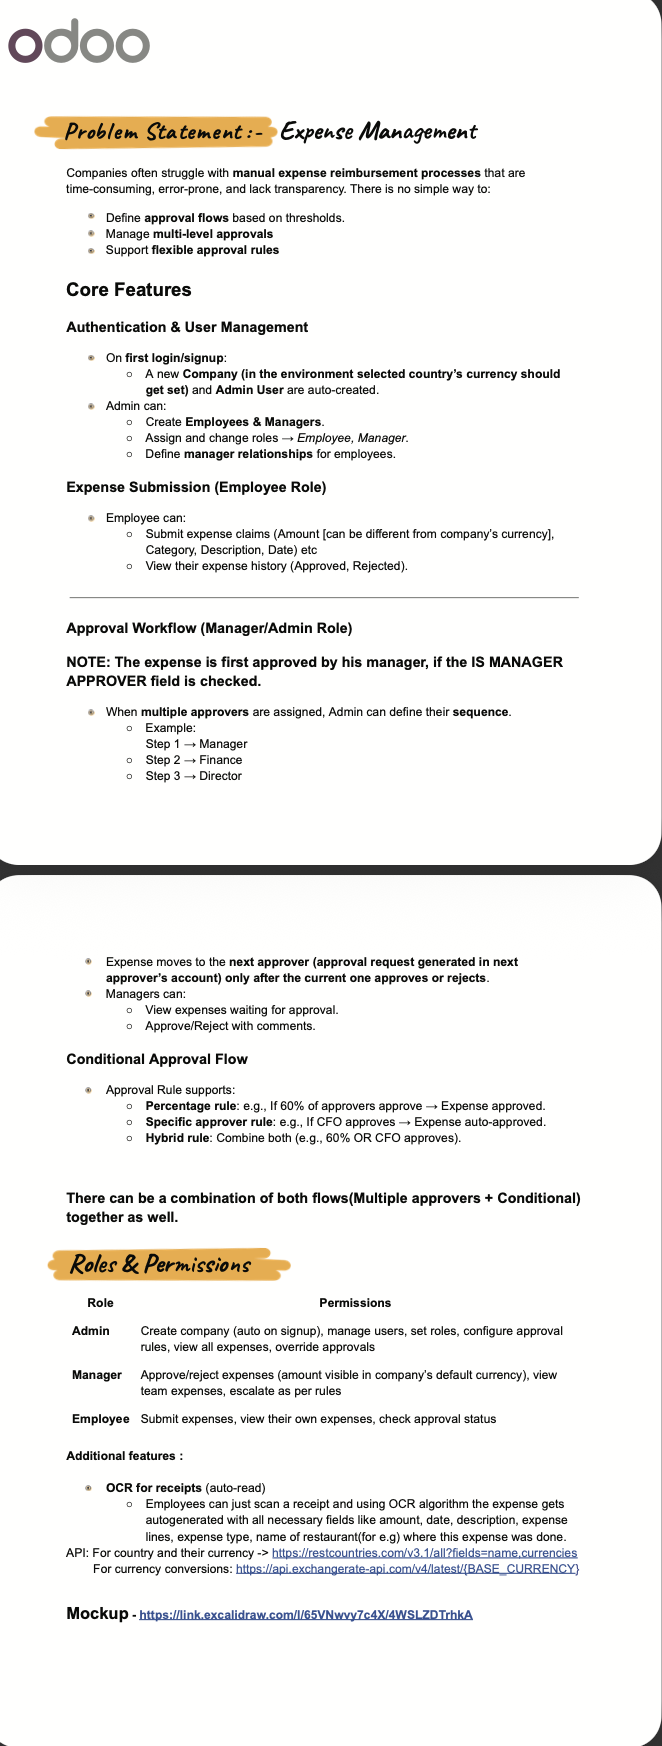 odoo
Problem Statement :- Expense Management
Companies often struggle with manual expense reimbursement processes that are
time-consuming, error-prone, and lack transparency. There is no simple way to:
Define approval flows based on thresholds.
Manage multi-level approvals
Support flexible approval rules
Core Features
Authentication & User Management
On first login/signup:
○ A new Company (in the environment selected country's currency should
get set) and Admin User are auto-created.
Admin can:
○ Create Employees & Managers.
○ Assign and change roles → Employee, Manager.
○ Define manager relationships for employees.
Expense Submission (Employee Role)
Employee can:
○ Submit expense claims (Amount [can be different from company's currency],
Category, Description, Date) etc
○ View their expense history (Approved, Rejected).
Approval Workflow (Manager/Admin Role)
NOTE: The expense is first approved by his manager, if the IS MANAGER
APPROVER field is checked.
When multiple approvers are assigned, Admin can define their sequence.
○ Example:
Step 1 → Manager
○ Step 2 → Finance
○ Step 3 → Director
Expense moves to the next approver (approval request generated in next
approver's account) only after the current one approves or rejects.
Managers can:
○ View expenses waiting for approval.
○ Approve/Reject with comments.
Conditional Approval Flow
Approval Rule supports:
○ Percentage rule: e.g., If 60% of approvers approve → Expense approved.
○ Specific approver rule: e.g., If CFO approves → Expense auto-approved.
○ Hybrid rule: Combine both (e.g., 60% OR CFO approves).
There can be a combination of both flows(Multiple approvers + Conditional)
together as well.
Roles & Permissions
Role Permissions
Admin Create company (auto on signup), manage users, set roles, configure approval
rules, view all expenses, override approvals
Manager Approve/reject expenses (amount visible in company's default currency), view
team expenses, escalate as per rules
Employee Submit expenses, view their own expenses, check approval status
Additional features :
OCR for receipts (auto-read)
○ Employees can just scan a receipt and using OCR algorithm the expense gets
autogenerated with all necessary fields like amount, date, description, expense
lines, expense type, name of restaurant(for e.g) where this expense was done.
API: For country and their currency -> https://restcountries.com/v3.1/all?fields=name,currencies
For currency conversions: https://api.exchangerate-api.com/v4/latest/{BASE_CURRENCY}
Mockup - https://link.excalidraw.com/l/65VNwvy7c4X/4WSLZDTrhkA